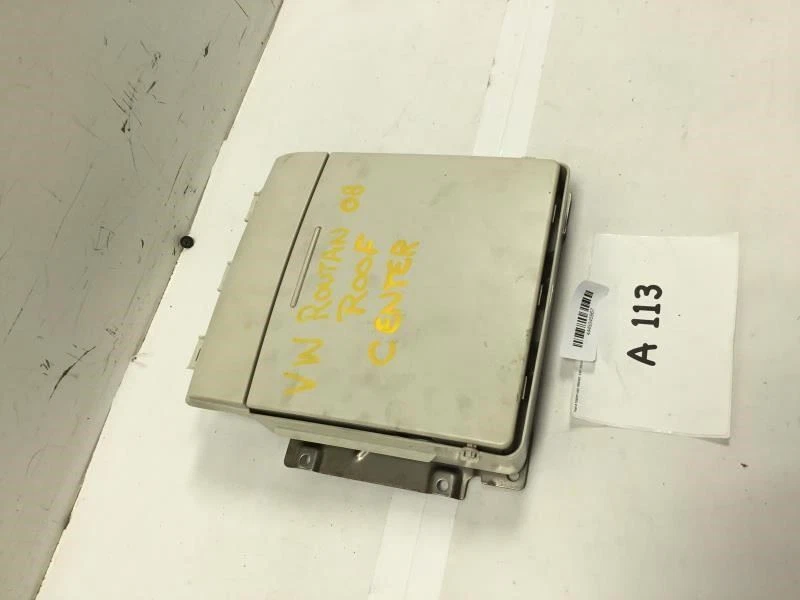 VW ROUTAN 08
ROOF
CENTER
A 113